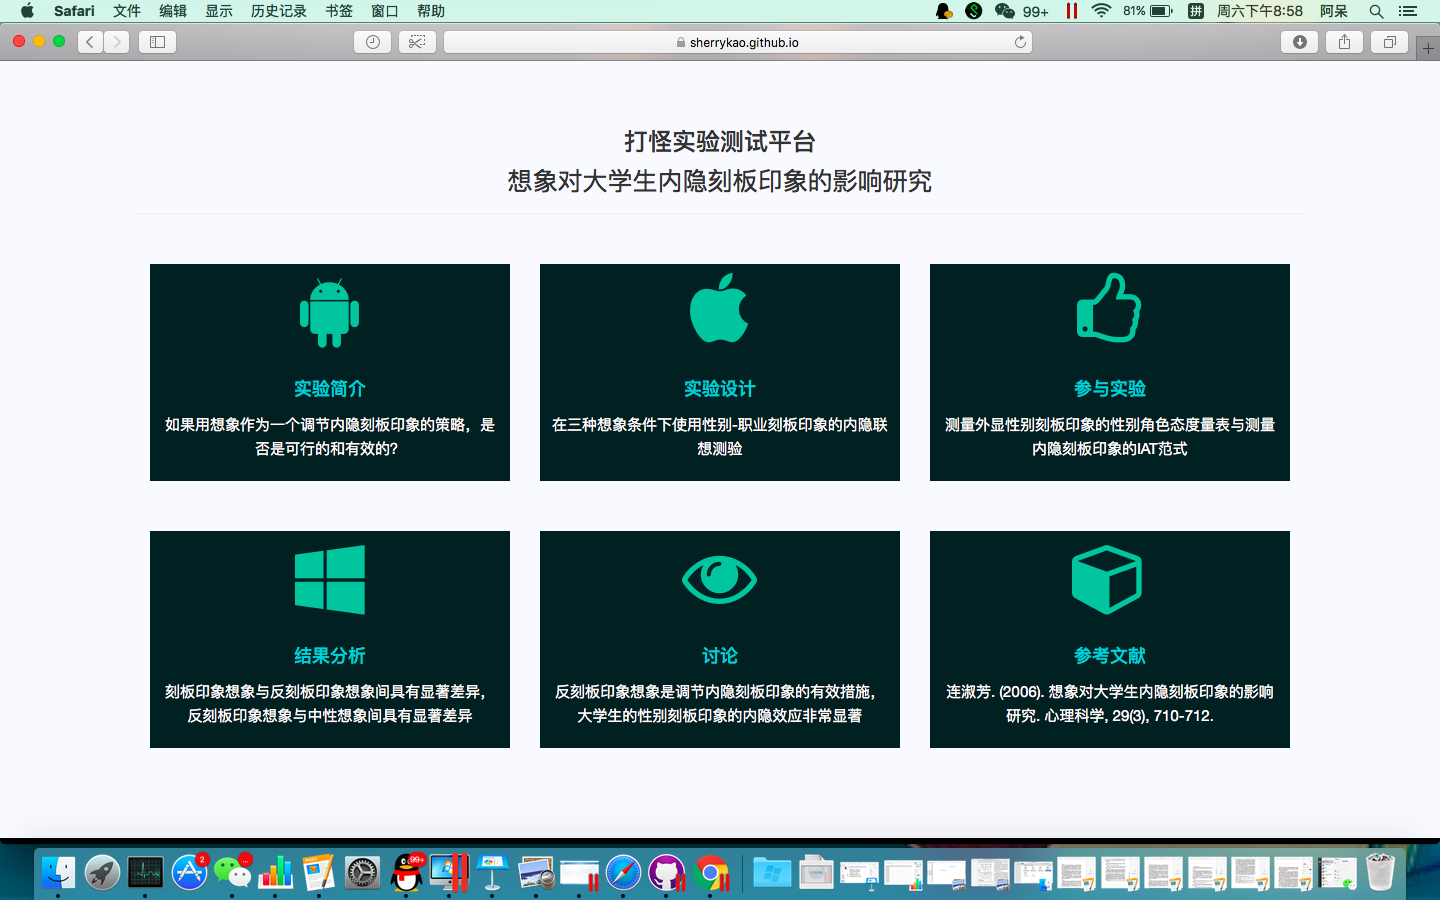 Safari 文件 编辑 显示 历史记录 书签 窗口 帮助 99+ 81% 拼 周六下午8:58 阿呆
sherrykao.github.io
打怪实验测试平台
想象对大学生内隐刻板印象的影响研究
实验简介
如果用想象作为一个调节内隐刻板印象的策略，是
否是可行的和有效的?
实验设计
在三种想象条件下使用性别-职业刻板印象的内隐联
想测验
参与实验
测量外显性别刻板印象的性别角色态度量表与测量
内隐刻板印象的IAT范式
结果分析
刻板印象想象与反刻板印象想象间具有显著差异，
反刻板印象想象与中性想象间具有显著差异
讨论
反刻板印象想象是调节内隐刻板印象的有效措施，
大学生的性别刻板印象的内隐效应非常显著
参考文献
连淑芳. (2006). 想象对大学生内隐刻板印象的影响
研究. 心理科学, 29(3), 710-712.
2 ... 99+